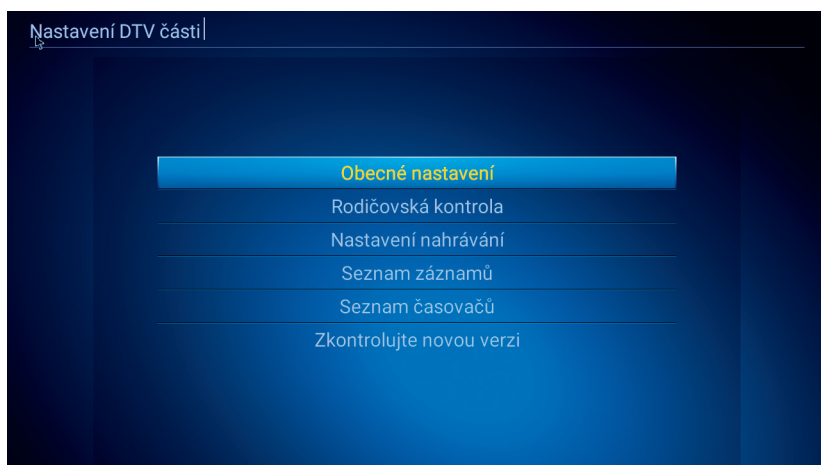 Nastavení DTV části
Obecné nastavení
Rodičovská kontrola
Nastavení nahrávání
Seznam záznamů
Seznam časovačů
Zkontrolujte novou verzi